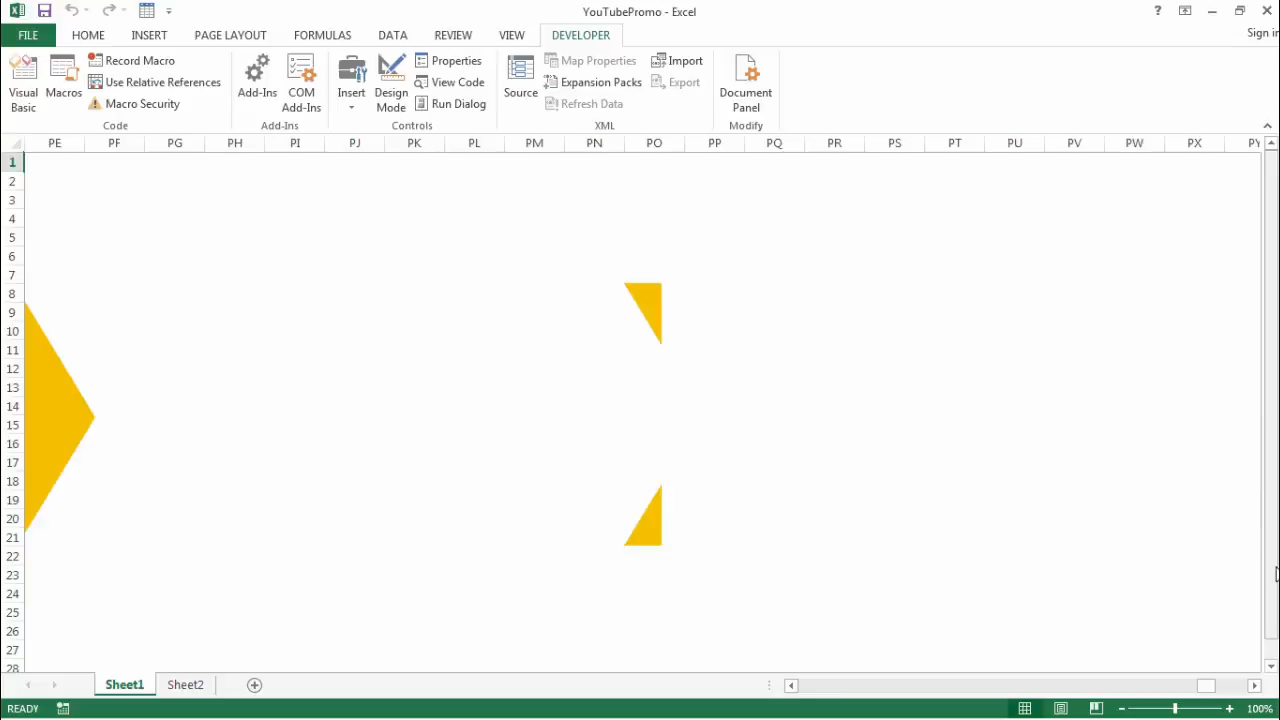 YouTubePromo - Excel
?
FILE HOME INSERT PAGE LAYOUT FORMULAS DATA REVIEW VIEW DEVELOPER
Sign in
Visual Basic
Macros
Record Macro
Use Relative References
Macro Security
Code
Add-Ins
COM Add-Ins
Add-Ins
Insert
Design Mode
Properties
View Code
Run Dialog
Controls
Source
Map Properties
Expansion Packs
Refresh Data
Import
Export
XML
Document Panel
Modify
PE PF PG PH PI PJ PK PL PM PN PO PP PQ PR PS PT PU PV PW PX PY
1
2
3
4
5
6
7
8
9
10
11
12
13
14
15
16
17
18
19
20
21
22
23
24
25
26
27
28
Sheet1 Sheet2
READY
100%